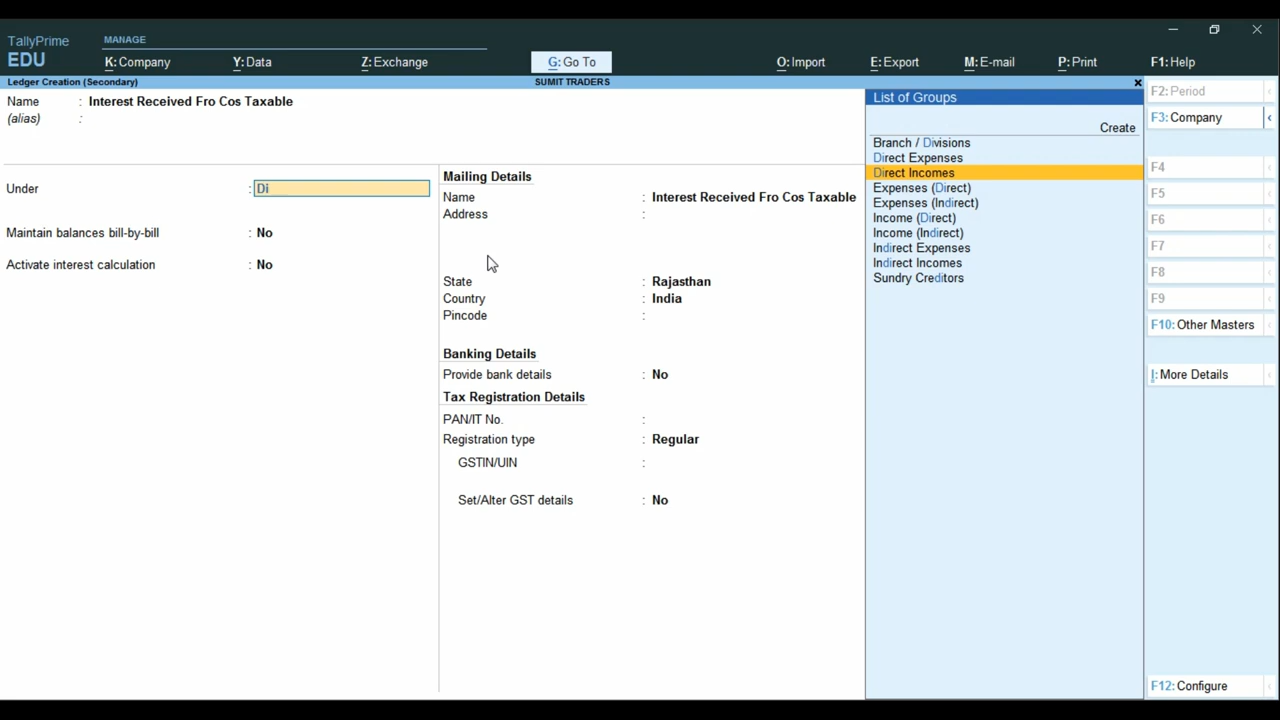 TallyPrime
EDU
MANAGE
K: Company
Y: Data
Z: Exchange
G: Go To
O: Import
E: Export
M: E-mail
P: Print
F1: Help
Ledger Creation (Secondary)
SUMIT TRADERS
×
Name : Interest Received Fro Cos Taxable
(alias) :
Under : Di
Maintain balances bill-by-bill : No
Activate interest calculation : No
Mailing Details
Name : Interest Received Fro Cos Taxable
Address :
State : Rajasthan
Country : India
Pincode :
Banking Details
Provide bank details : No
Tax Registration Details
PAN/IT No. :
Registration type : Regular
GSTIN/UIN :
Set/Alter GST details : No
List of Groups
Create
Branch / Divisions
Direct Expenses
Direct Incomes
Expenses (Direct)
Expenses (Indirect)
Income (Direct)
Income (Indirect)
Indirect Expenses
Indirect Incomes
Sundry Creditors
F2: Period
F3: Company
F4
F5
F6
F7
F8
F9
F10: Other Masters
I: More Details
F12: Configure